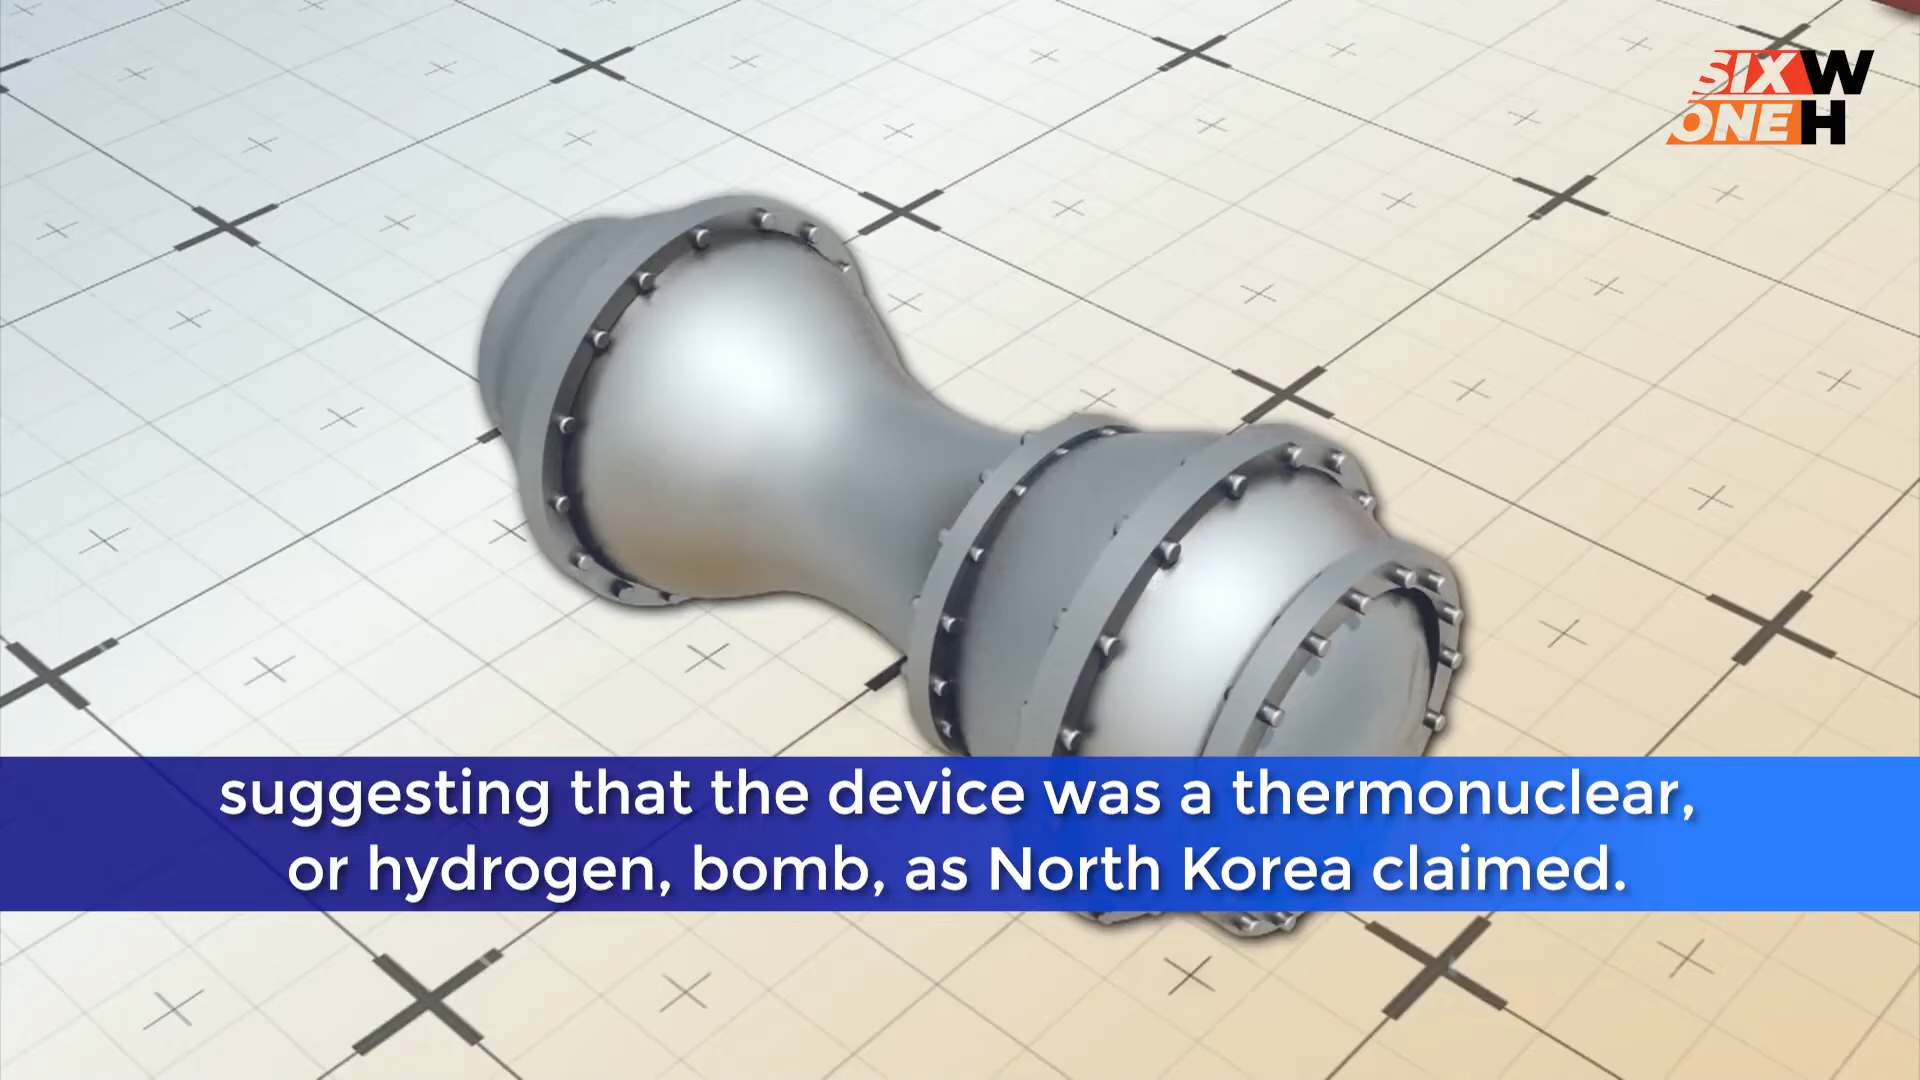 SIX W
ONE H
suggesting that the device was a thermonuclear,
or hydrogen, bomb, as North Korea claimed.